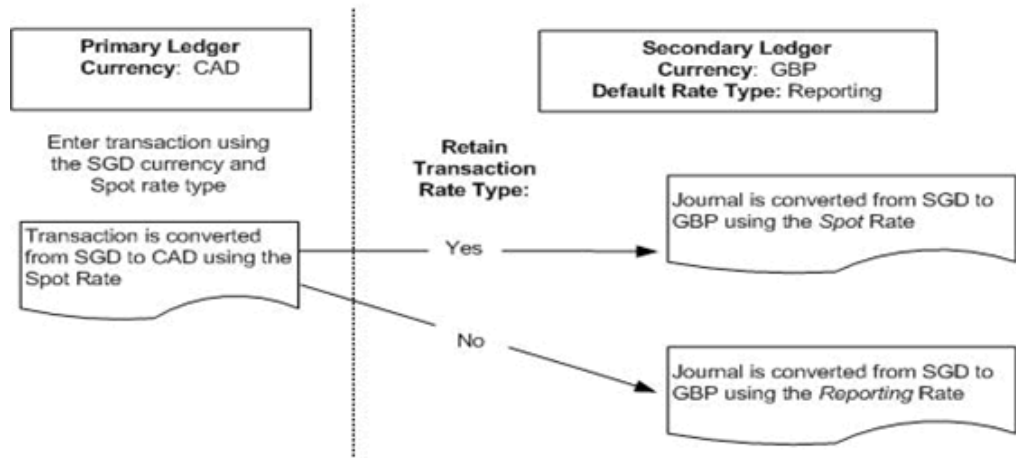 Primary Ledger
Currency: CAD
Enter transaction using
the SGD currency and
Spot rate type
Transaction is converted
from SGD to CAD using the
Spot Rate
Secondary Ledger
Currency: GBP
Default Rate Type: Reporting
Retain
Transaction
Rate Type:
Yes
Journal is converted from SGD to
GBP using the Spot Rate
No
Journal is converted from SGD to
GBP using the Reporting Rate